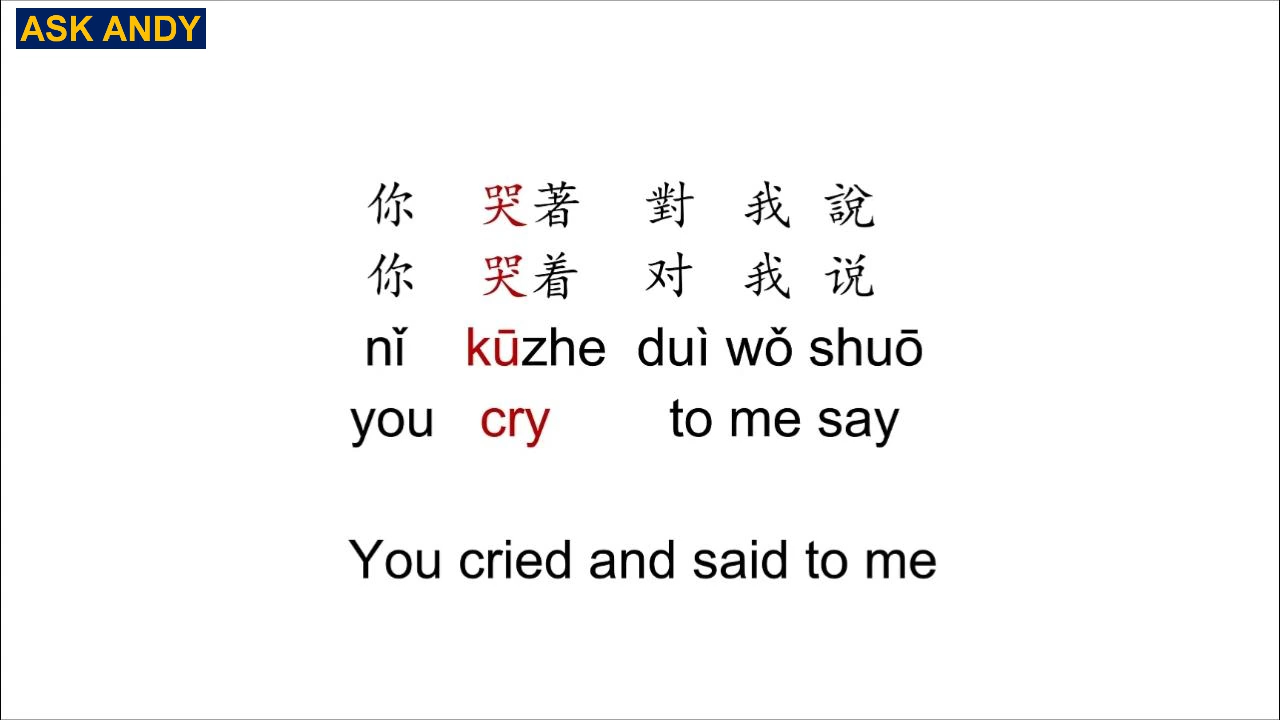 ASK ANDY
你 哭著 對 我 說
你 哭着 对 我 说
nǐ kūzhe duì wǒ shuō
you cry to me say
You cried and said to me